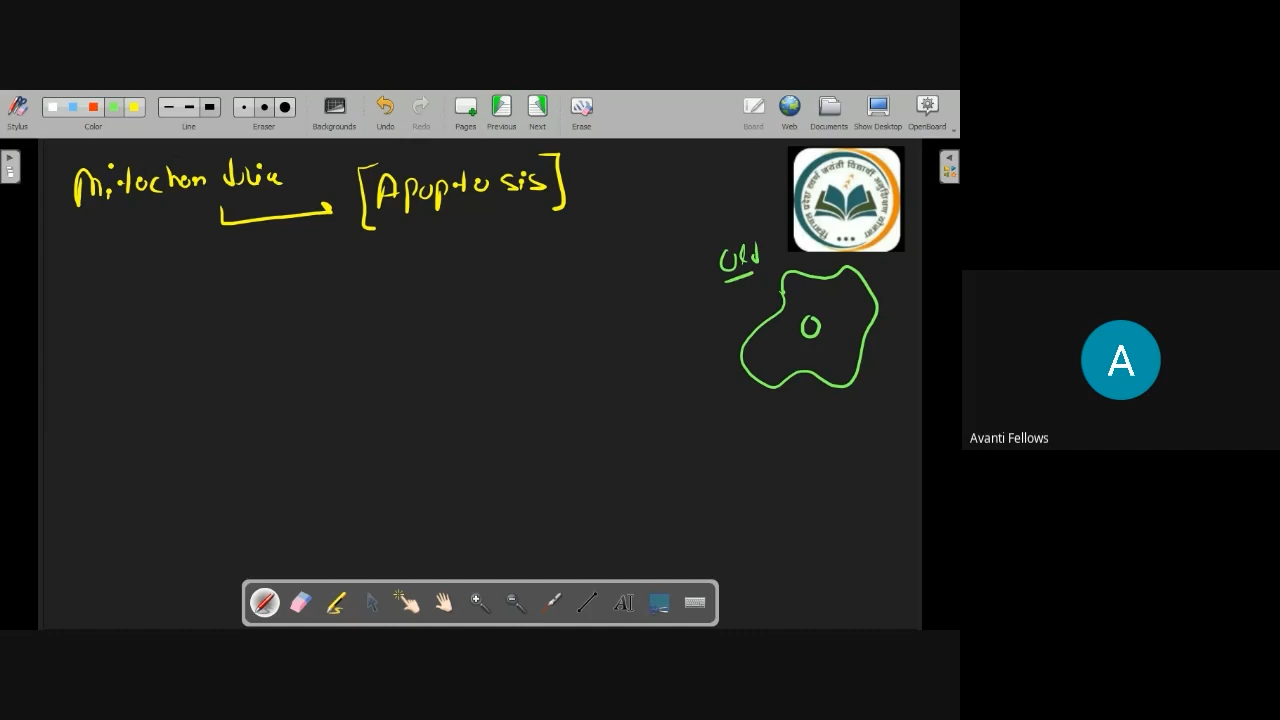 Stylus Color Line Eraser Backgrounds Undo Redo Pages Previous Next Erase Board Web Documents Show Desktop OpenBoard
Mitochondria [Apoptosis]
old
A
Avanti Fellows